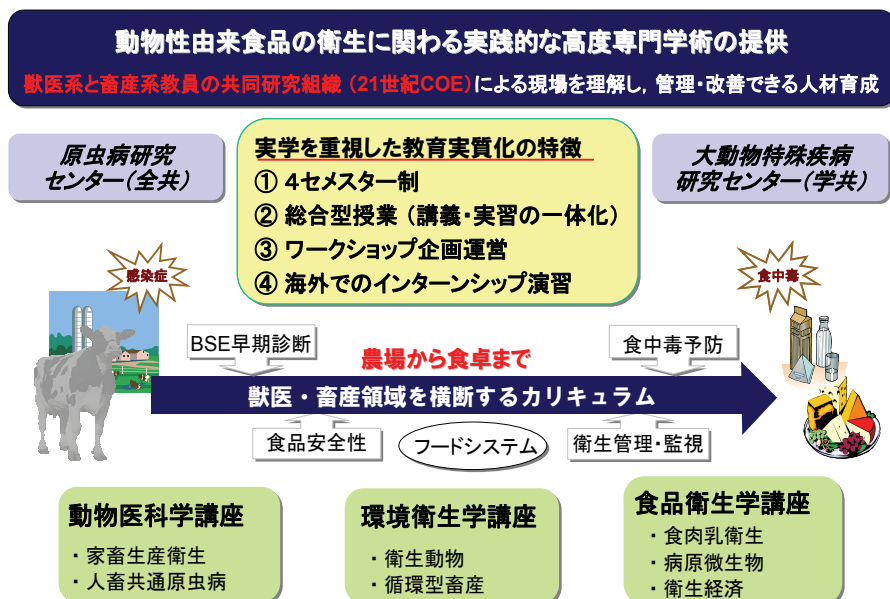 動物性由来食品の衛生に関わる実践的な高度専門学術の提供
獣医系と畜産系教員の共同研究組織（21世紀COE）による現場を理解し，管理・改善できる人材育成
原虫病研究
センター（全共）
実学を重視した教育実質化の特徴
① ４セメスター制
② 総合型授業（講義・実習の一体化）
③ ワークショップ企画運営
④ 海外でのインターンシップ演習
大動物特殊疾病
研究センター（学共）
感染症
食中毒
BSE早期診断
農場から食卓まで
食中毒予防
獣医・畜産領域を横断するカリキュラム
食品安全性
フードシステム
衛生管理・監視
動物医科学講座
・家畜生産衛生
・人畜共通原虫病
環境衛生学講座
・衛生動物
・循環型畜産
食品衛生学講座
・食肉乳衛生
・病原微生物
・衛生経済